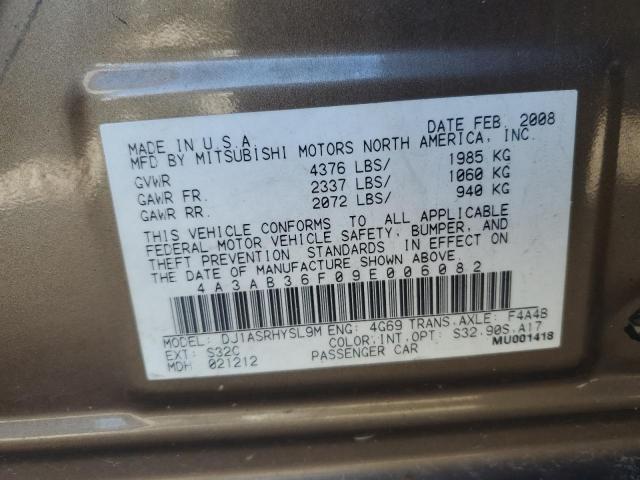 MADE IN U.S.A. DATE FEB. 2008
MFD BY MITSUBISHI MOTORS NORTH AMERICA, INC.
GVWR 4376 LBS/ 1985 KG
GAWR FR. 2337 LBS/ 1060 KG
GAWR RR. 2072 LBS/ 940 KG
THIS VEHICLE CONFORMS TO ALL APPLICABLE
FEDERAL MOTOR VEHICLE SAFETY, BUMPER, AND
THEFT PREVENTION STANDARDS IN EFFECT ON
THE DATE OF MANUFACTURE SHOWN ABOVE.
4A3AB36F09E006082
MODEL: DJ1ASRHYSL9M ENG: 4G69 TRANS,AXLE: F4A4B
EXT: S32C COLOR,INT,OPT: S32,90S,A17
MDH 021212 PASSENGER CAR MU001418